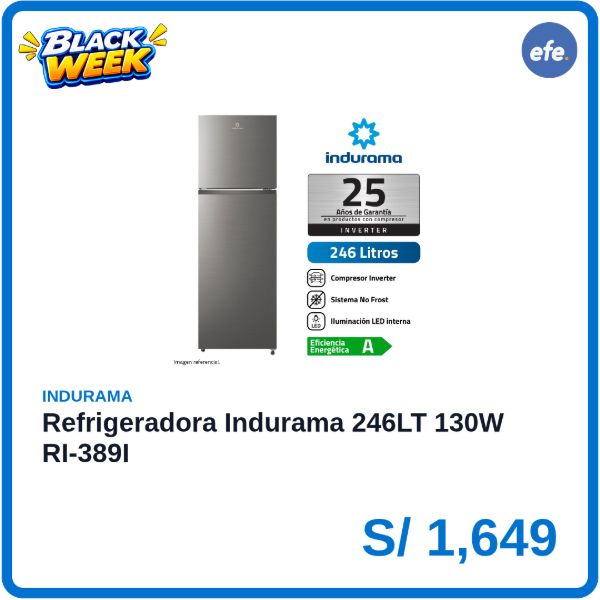 BLACK
WEEK
efe.
indurama
25
Años de Garantía
en productos con compresor
INVERTER
246 Litros
Compresor Inverter
Sistema No Frost
LED
Iluminación LED interna
Eficiencia
Energética
A
Imagen referencial.
INDURAMA
Refrigeradora Indurama 246LT 130W
RI-389I
S/ 1,649